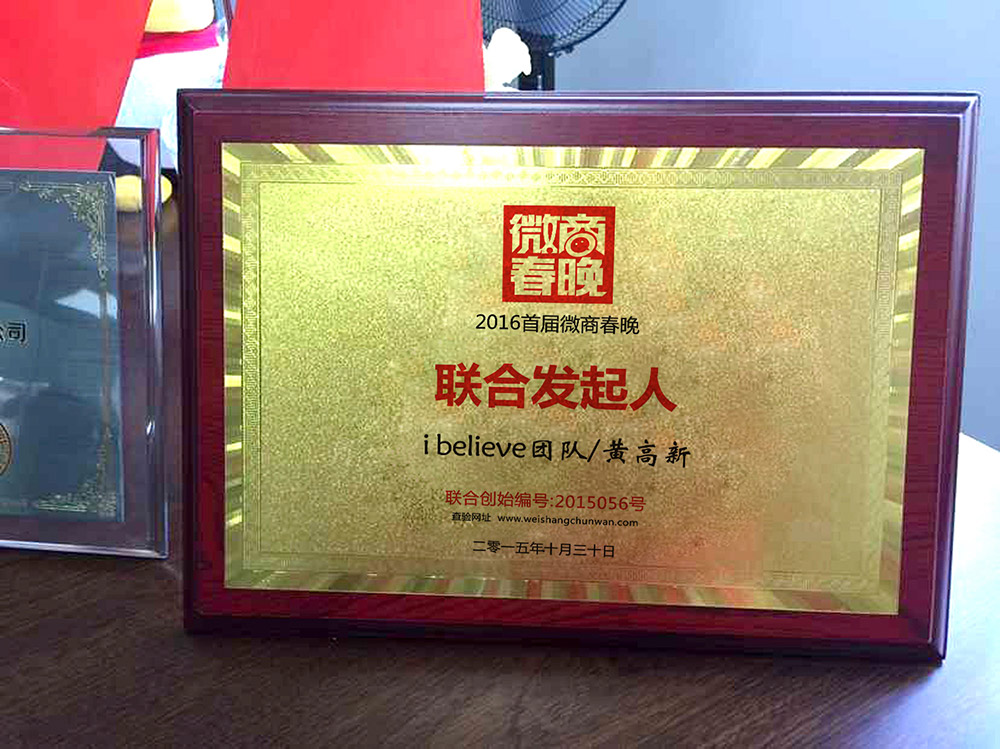 微商
春晚
2016首届微商春晚
联合发起人
i believe团队/黄高新
联合创始编号:2015056号
查验网址 www.weishangchunwan.com
二零一五年十月三十日
公司